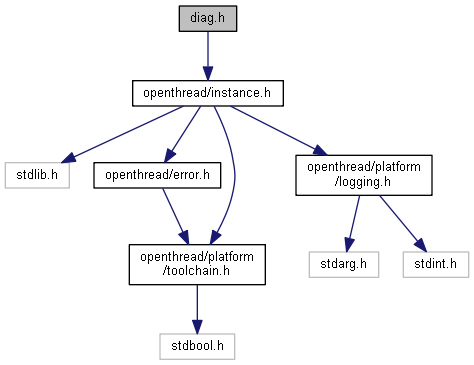 diag.h
openthread/instance.h
stdlib.h
openthread/error.h
openthread/platform
/logging.h
openthread/platform
/toolchain.h
stdarg.h
stdint.h
stdbool.h